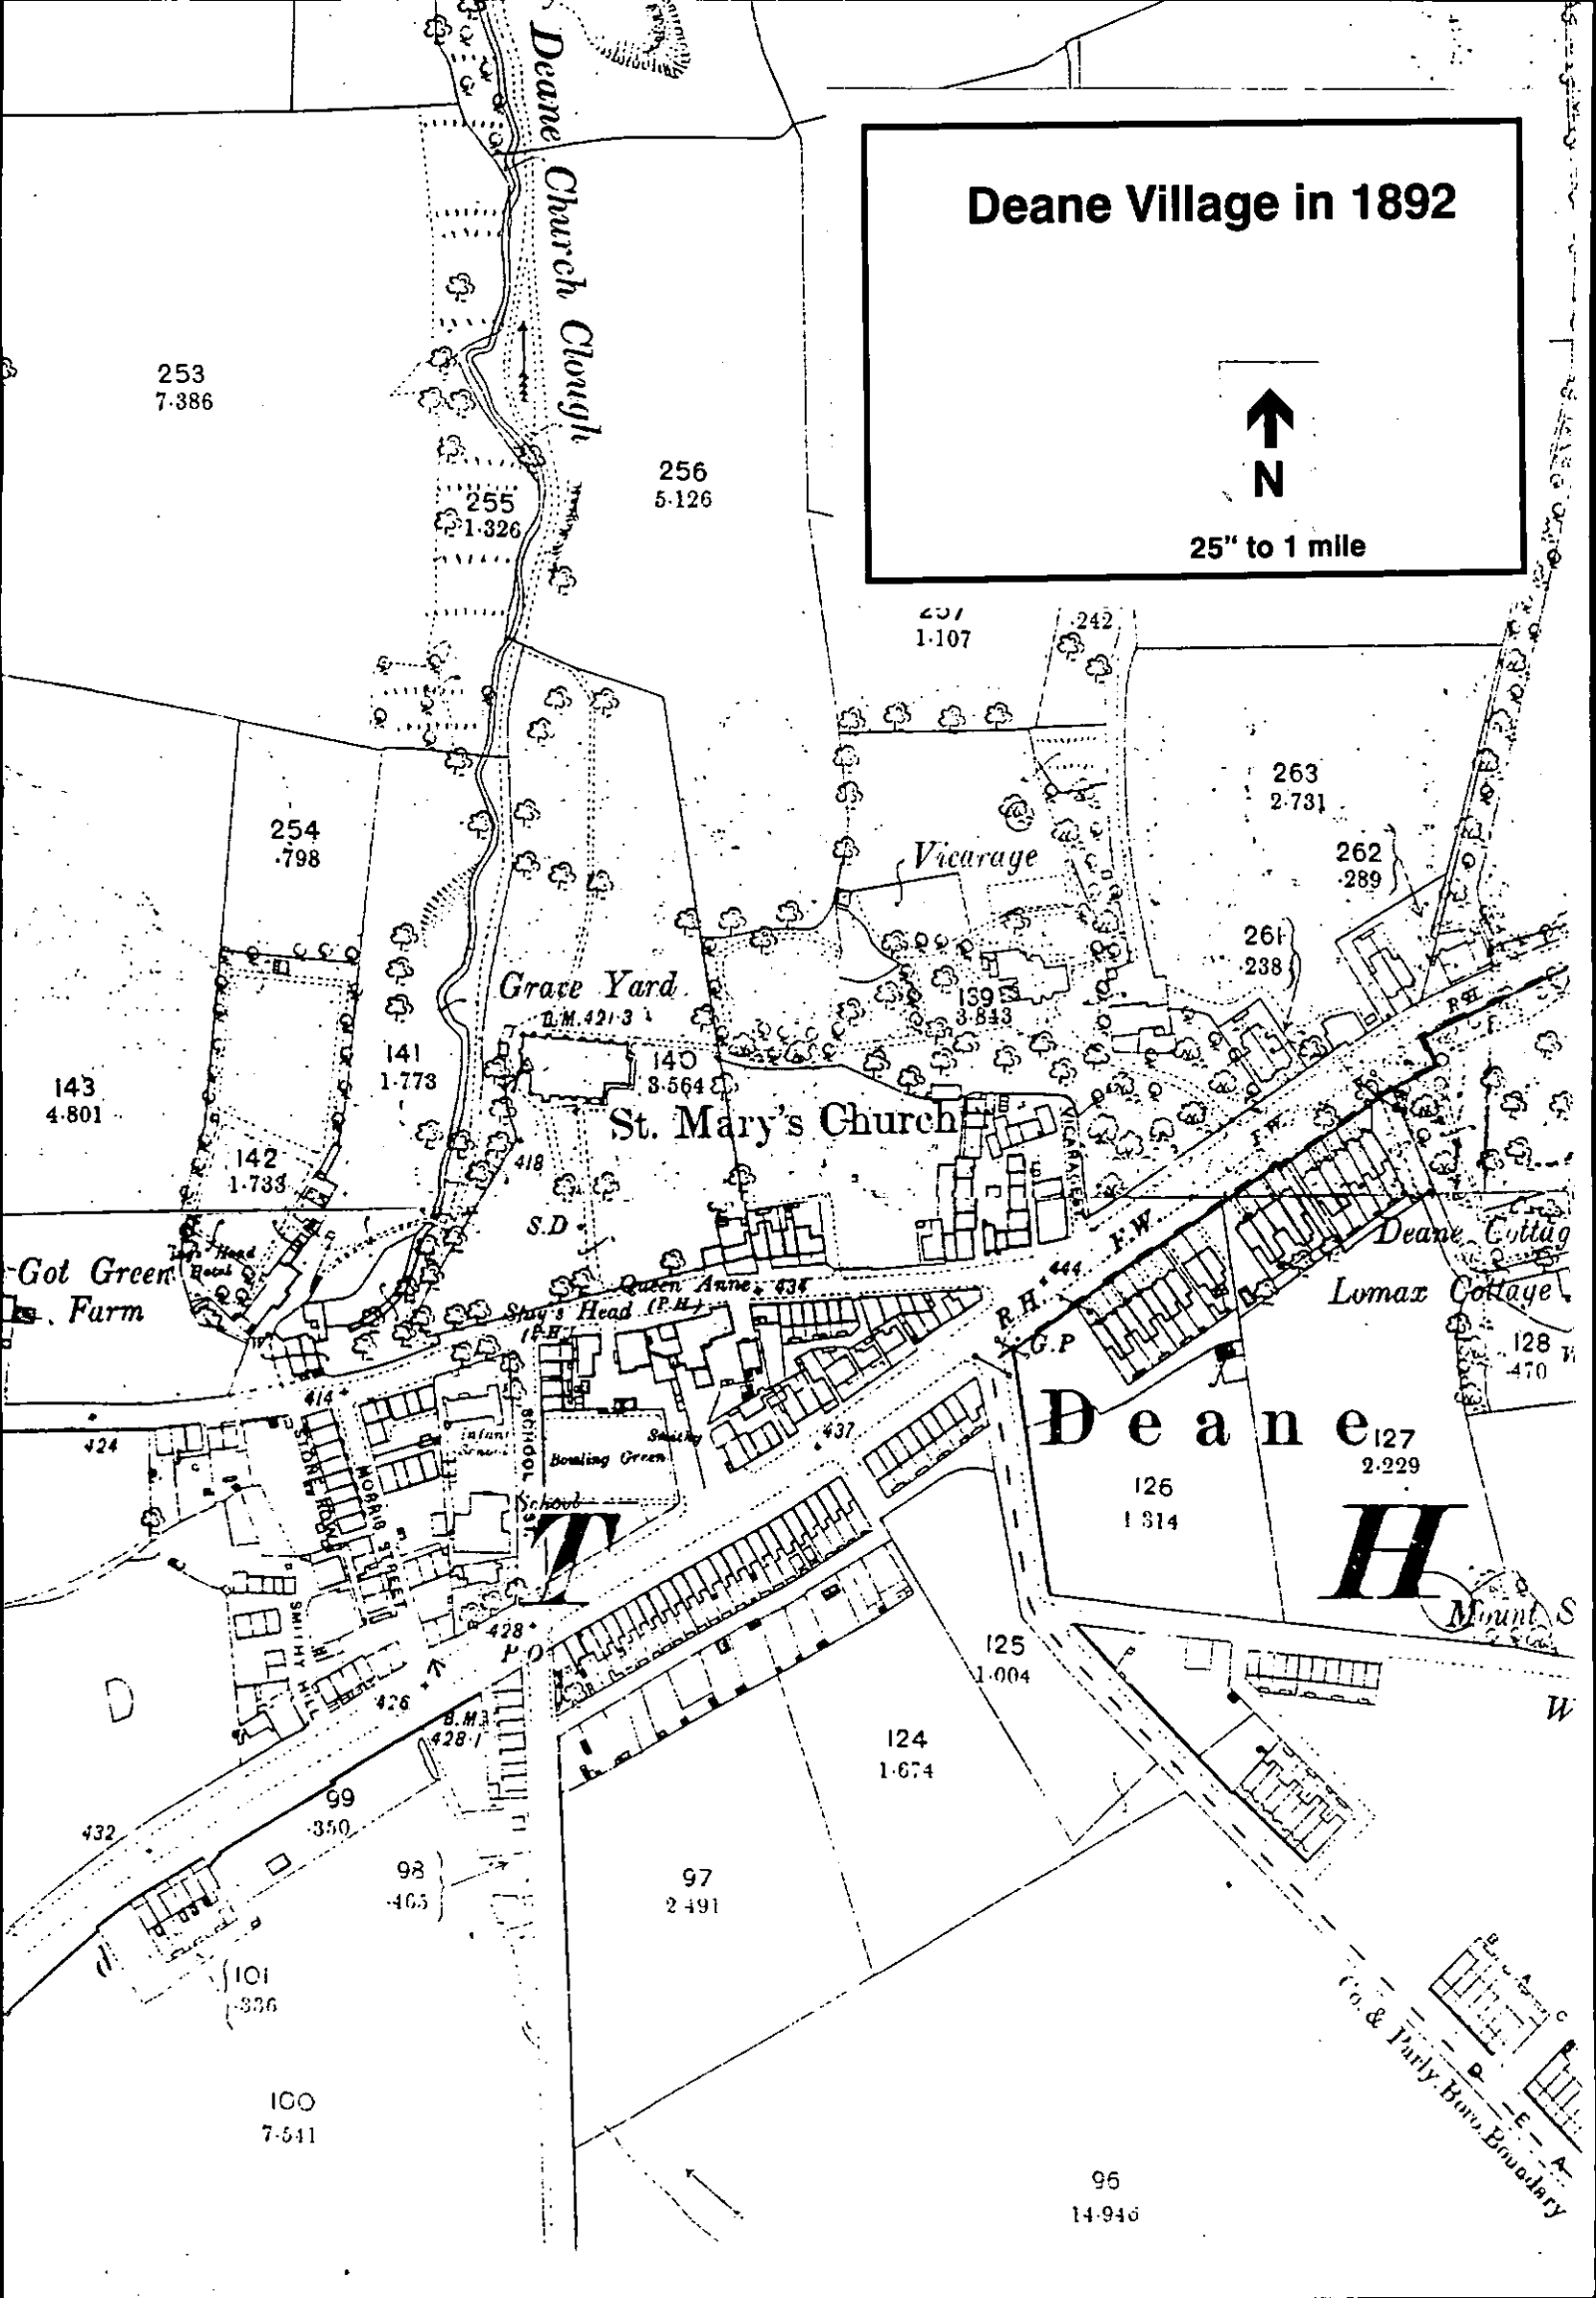 Deane Church Clough
Deane Village in 1892
N
25" to 1 mile
253
7·386
256
5·126
255
1·326
1·107
·242
263
2·731
254
·798
262
·289
Vicarage
261
·238
Grave Yard
B.M. 421·3
139
3·843
140
3·564
141
1·773
143
4·801
St. Mary's Church
142
1·733
418
S.D
F.W.
F.W.
Deane Cottag
Got Green
Farm
Queen Anne
434
Stag's Head (P.H.)
(P.H.)
R.H.
444
G.P
Lomax Cottage
128
·470
414
424
STONE ROW
MORRIS STREET
Infant
School
SCHOOL ST.
Bowling Green
Smithy
437
Deane
127
2·229
126
1·314
School
T
H
SMITHY HILL
428
P.O
426
B.M.
428·1
D
125
1·004
Mount S
W
124
1·674
99
·350
432
98
·465
97
2·491
101
·336
Co. & Parly. Boro. Boundary
D E A
100
7·541
96
14·946